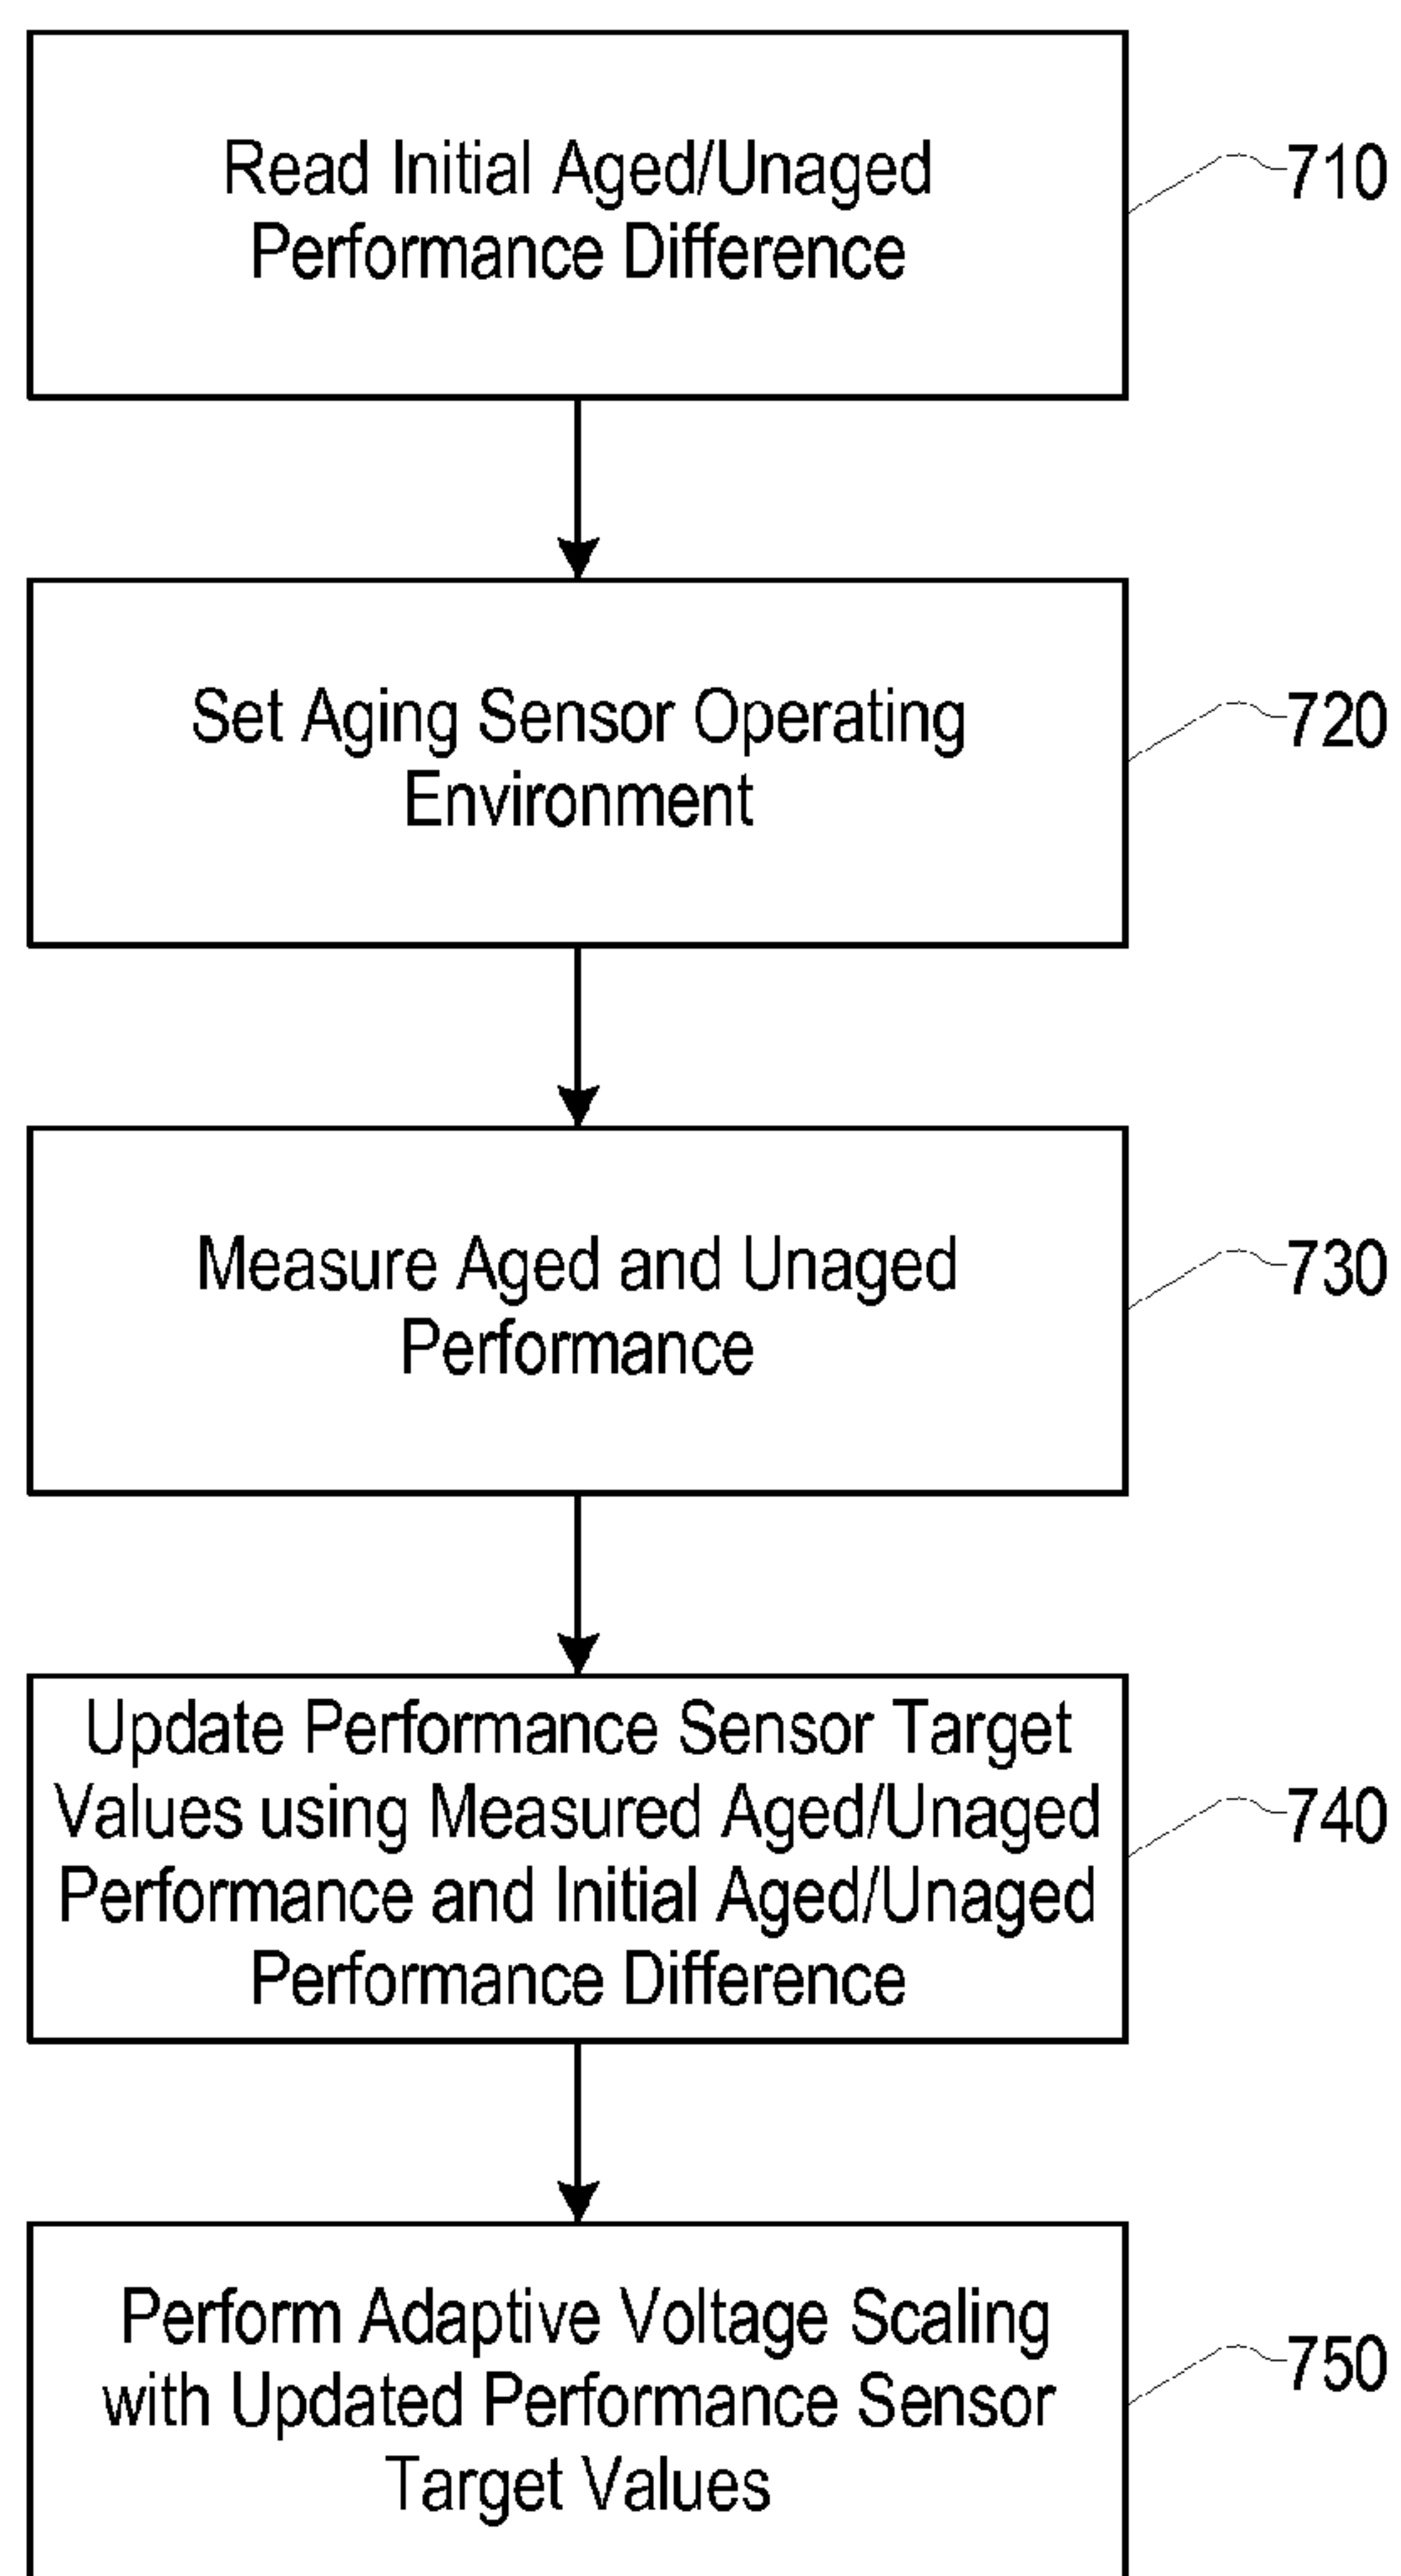 Read Initial Aged/Unaged
Performance Difference
710
Set Aging Sensor Operating
Environment
720
Measure Aged and Unaged
Performance
730
Update Performance Sensor Target
Values using Measured Aged/Unaged
Performance and Initial Aged/Unaged
Performance Difference
740
Perform Adaptive Voltage Scaling
with Updated Performance Sensor
Target Values
750